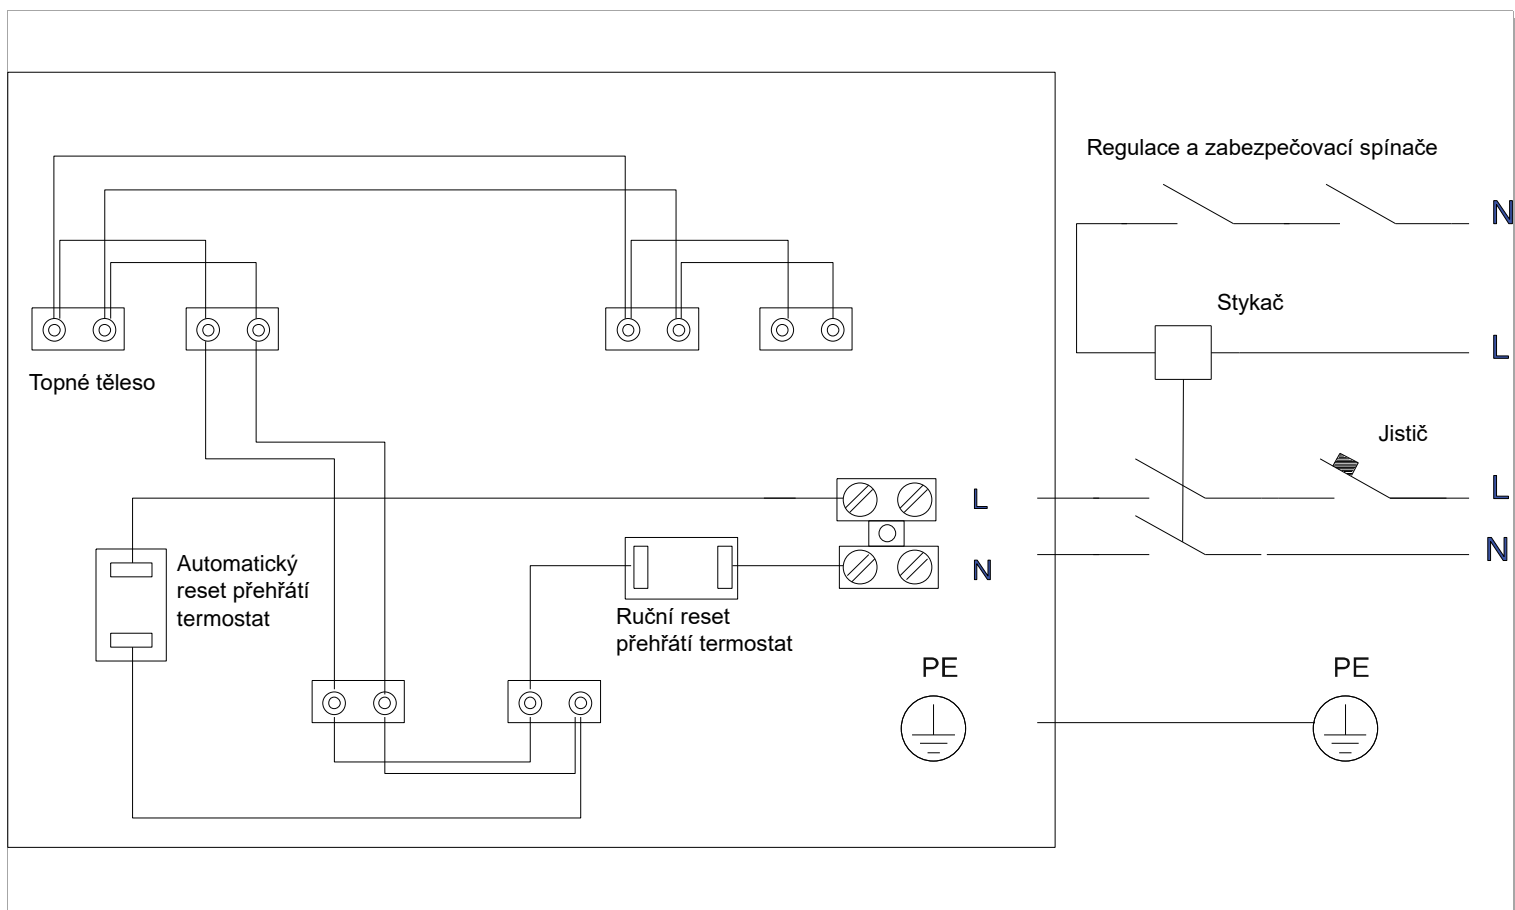 Regulace a zabezpečovací spínače
N
Stykač
L
Topné těleso
Jistič
L
L
N
N
Automatický
reset přehřátí
termostat
Ruční reset
přehřátí termostat
PE
PE